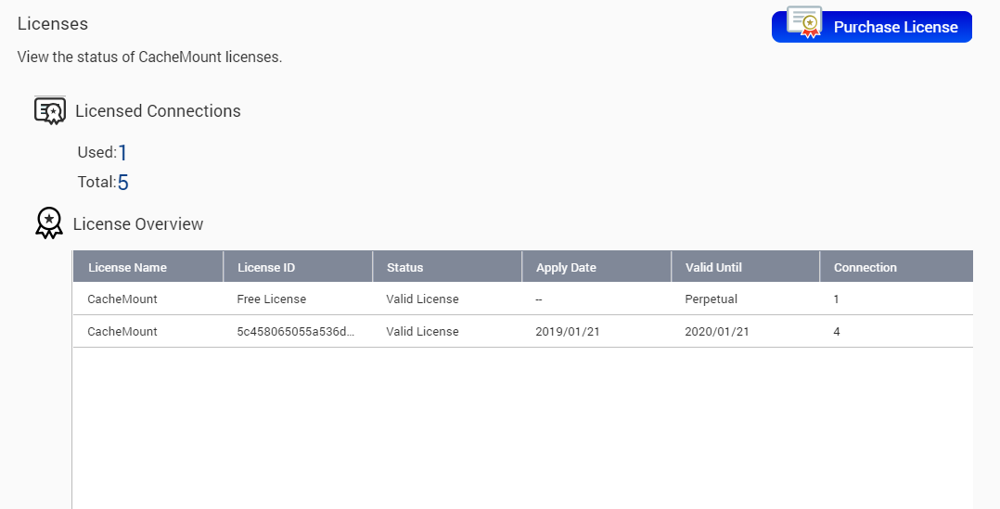 Licenses
Purchase License
View the status of CacheMount licenses.
Licensed Connections
Used:1
Total:5
License Overview
License Name License ID Status Apply Date Valid Until Connection
CacheMount Free License Valid License -- Perpetual 1
CacheMount 5c458065055a536d... Valid License 2019/01/21 2020/01/21 4